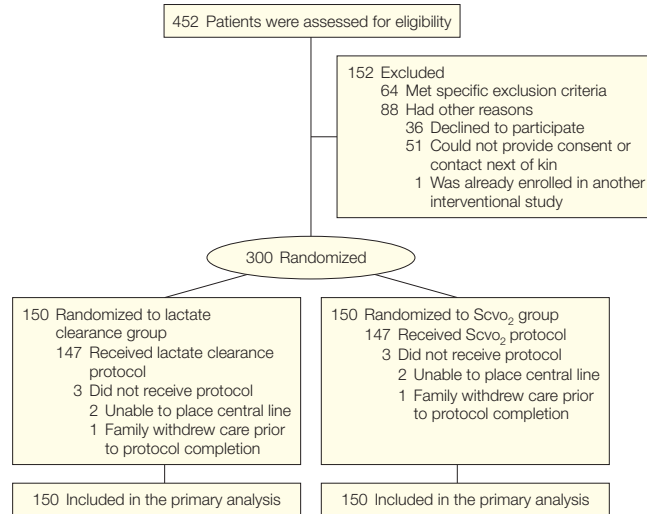 452 Patients were assessed for eligibility
152 Excluded
64 Met specific exclusion criteria
88 Had other reasons
36 Declined to participate
51 Could not provide consent or
contact next of kin
1 Was already enrolled in another
interventional study
300 Randomized
150 Randomized to lactate
clearance group
147 Received lactate clearance
protocol
3 Did not receive protocol
2 Unable to place central line
1 Family withdrew care prior
to protocol completion
150 Randomized to Scvo₂ group
147 Received Scvo₂ protocol
3 Did not receive protocol
2 Unable to place central line
1 Family withdrew care prior
to protocol completion
150 Included in the primary analysis
150 Included in the primary analysis